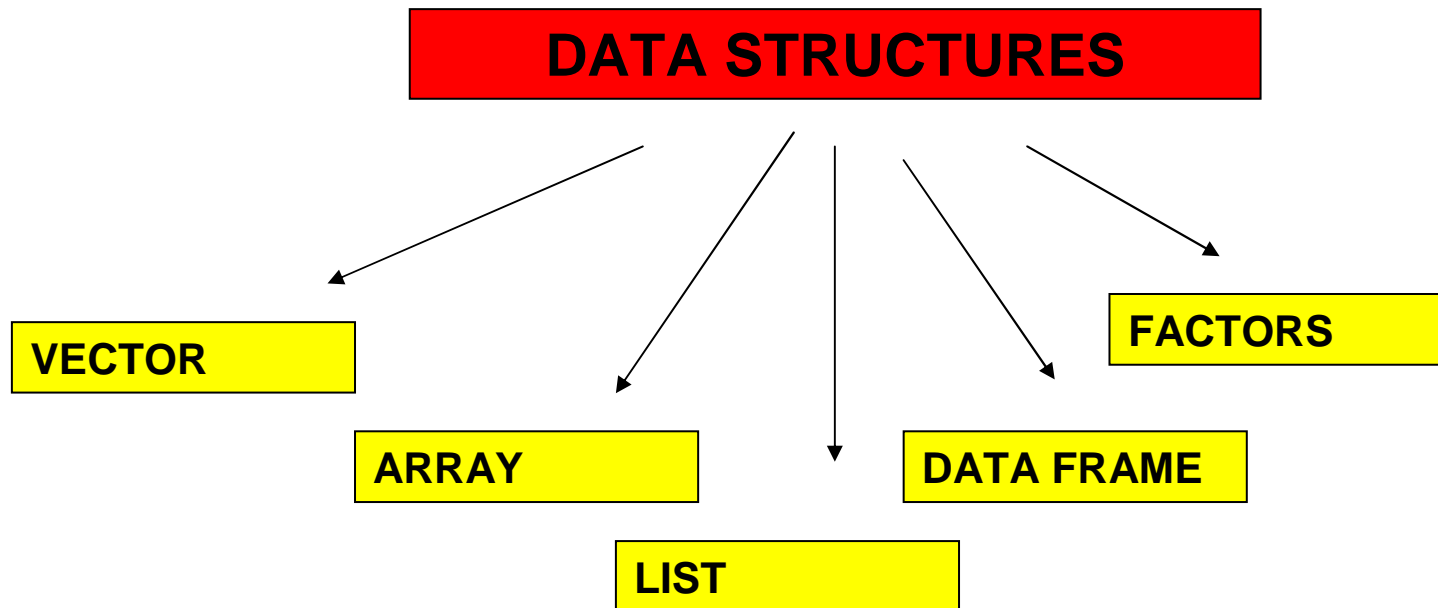 DATA STRUCTURES
VECTOR
ARRAY
LIST
DATA FRAME
FACTORS